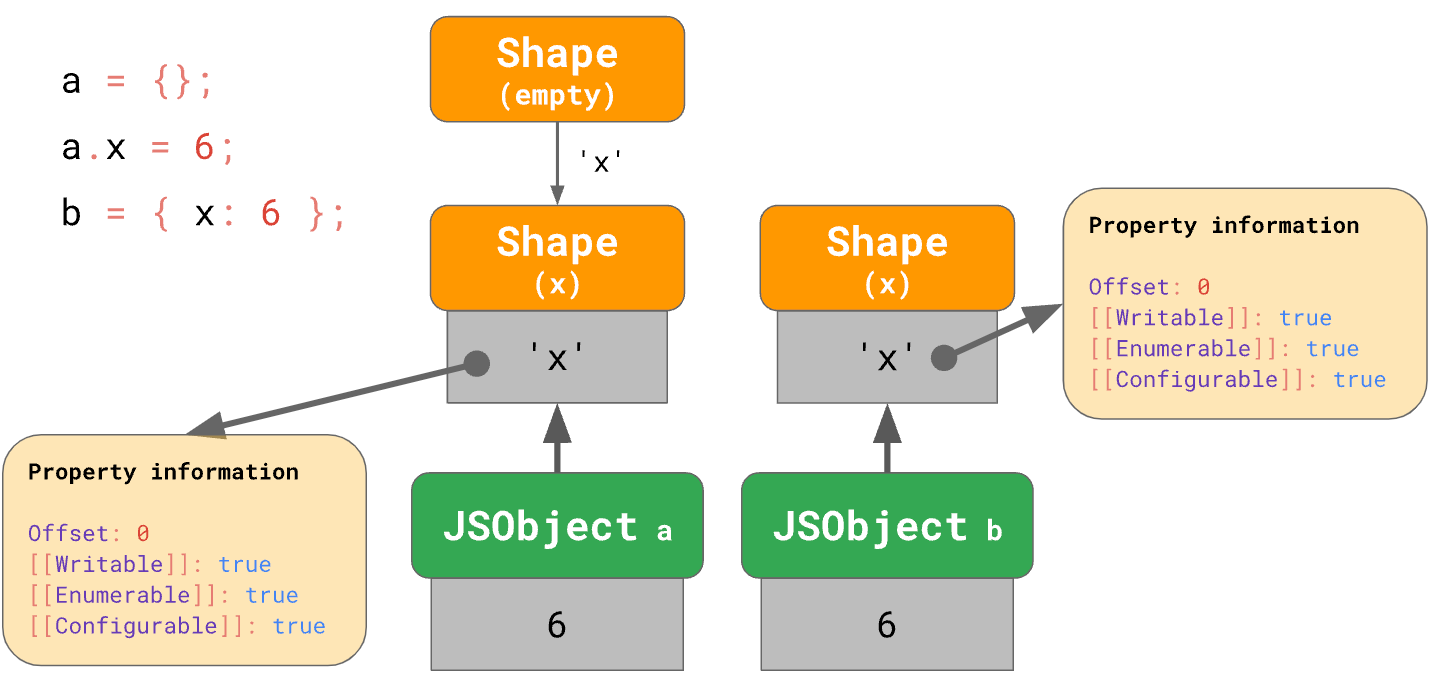 a = {};
a.x = 6;
b = { x: 6 };
Shape
(empty)
'x'
Shape
(x)
'x'
Shape
(x)
'x'
Property information
Offset: 0
[[Writable]]: true
[[Enumerable]]: true
[[Configurable]]: true
Property information
Offset: 0
[[Writable]]: true
[[Enumerable]]: true
[[Configurable]]: true
JSObject a
6
JSObject b
6